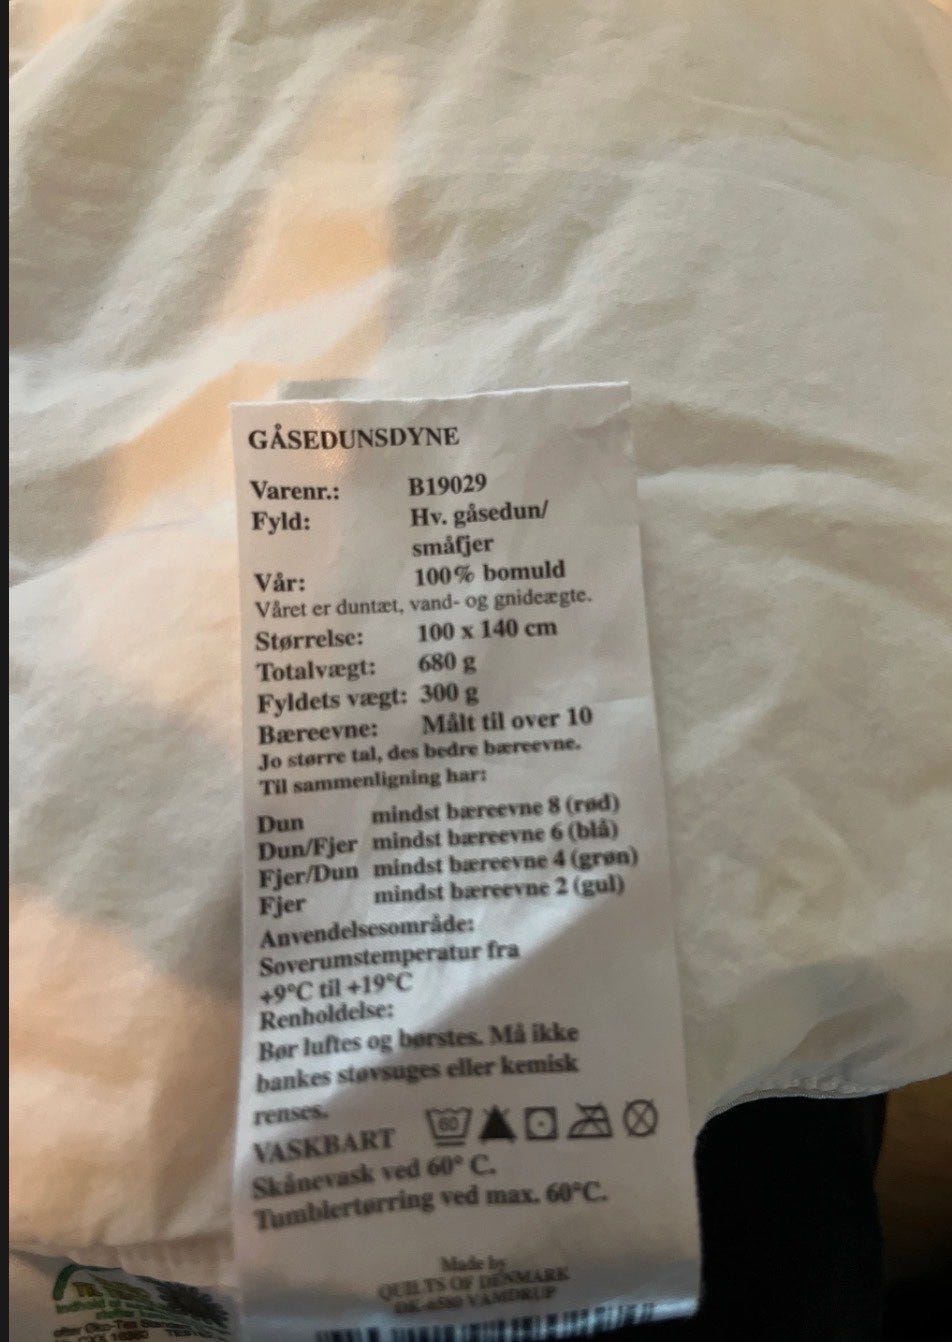 GÅSEDUNSDYNE
Varenr.: B19029
Fyld: Hv. gåsedun/
småfjer
Vår: 100% bomuld
Våret er duntæt, vand- og gnideægte.
Størrelse: 100 x 140 cm
Totalvægt: 680 g
Fyldets vægt: 300 g
Bæreevne: Målt til over 10
Jo større tal, des bedre bæreevne.
Til sammenligning har:
Dun mindst bæreevne 8 (rød)
Dun/Fjer mindst bæreevne 6 (blå)
Fjer/Dun mindst bæreevne 4 (grøn)
Fjer mindst bæreevne 2 (gul)
Anvendelsesområde:
Soverumstemperatur fra
+9°C til +19°C
Renholdelse:
Bør luftes og børstes. Må ikke
bankes støvsuges eller kemisk
renses.
60
VASKBART
Skånevask ved 60° C.
Tumblertørring ved max. 60°C.
Made by
QUILTS OF DENMARK
DK-6580 VAMDRUP